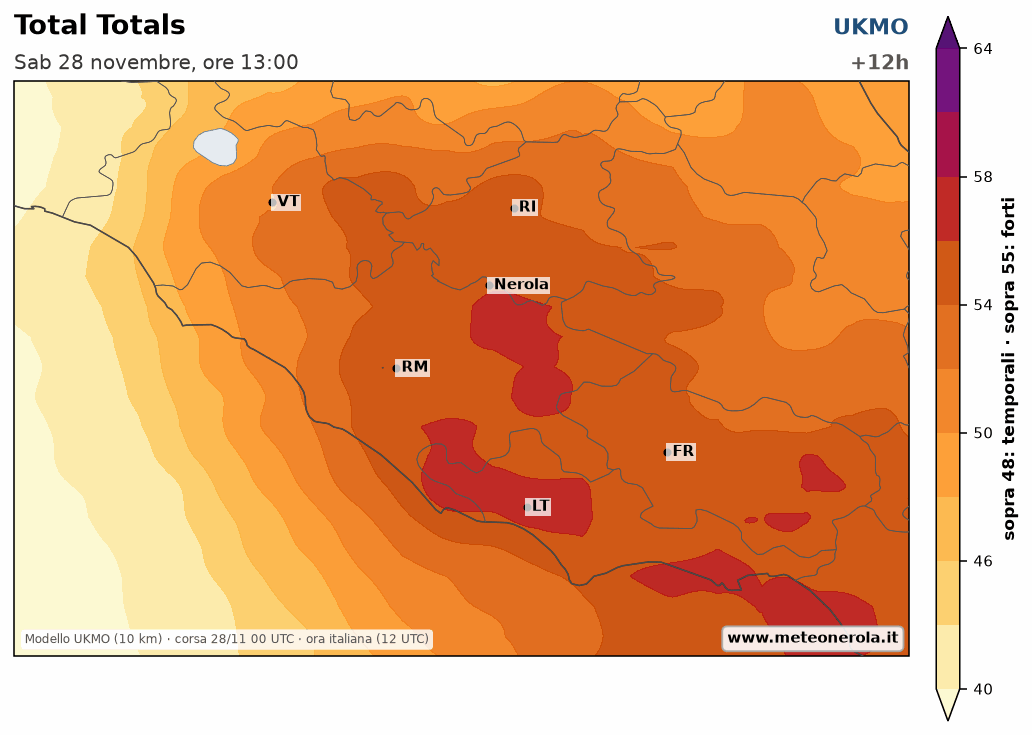 Total Totals
UKMO
Sab 28 novembre, ore 13:00
+12h
VT
RI
Nerola
RM
FR
LT
Modello UKMO (10 km) · corsa 28/11 00 UTC · ora italiana (12 UTC)
www.meteonerola.it
64
58
54
50
46
40
sopra 48: temporali · sopra 55: forti